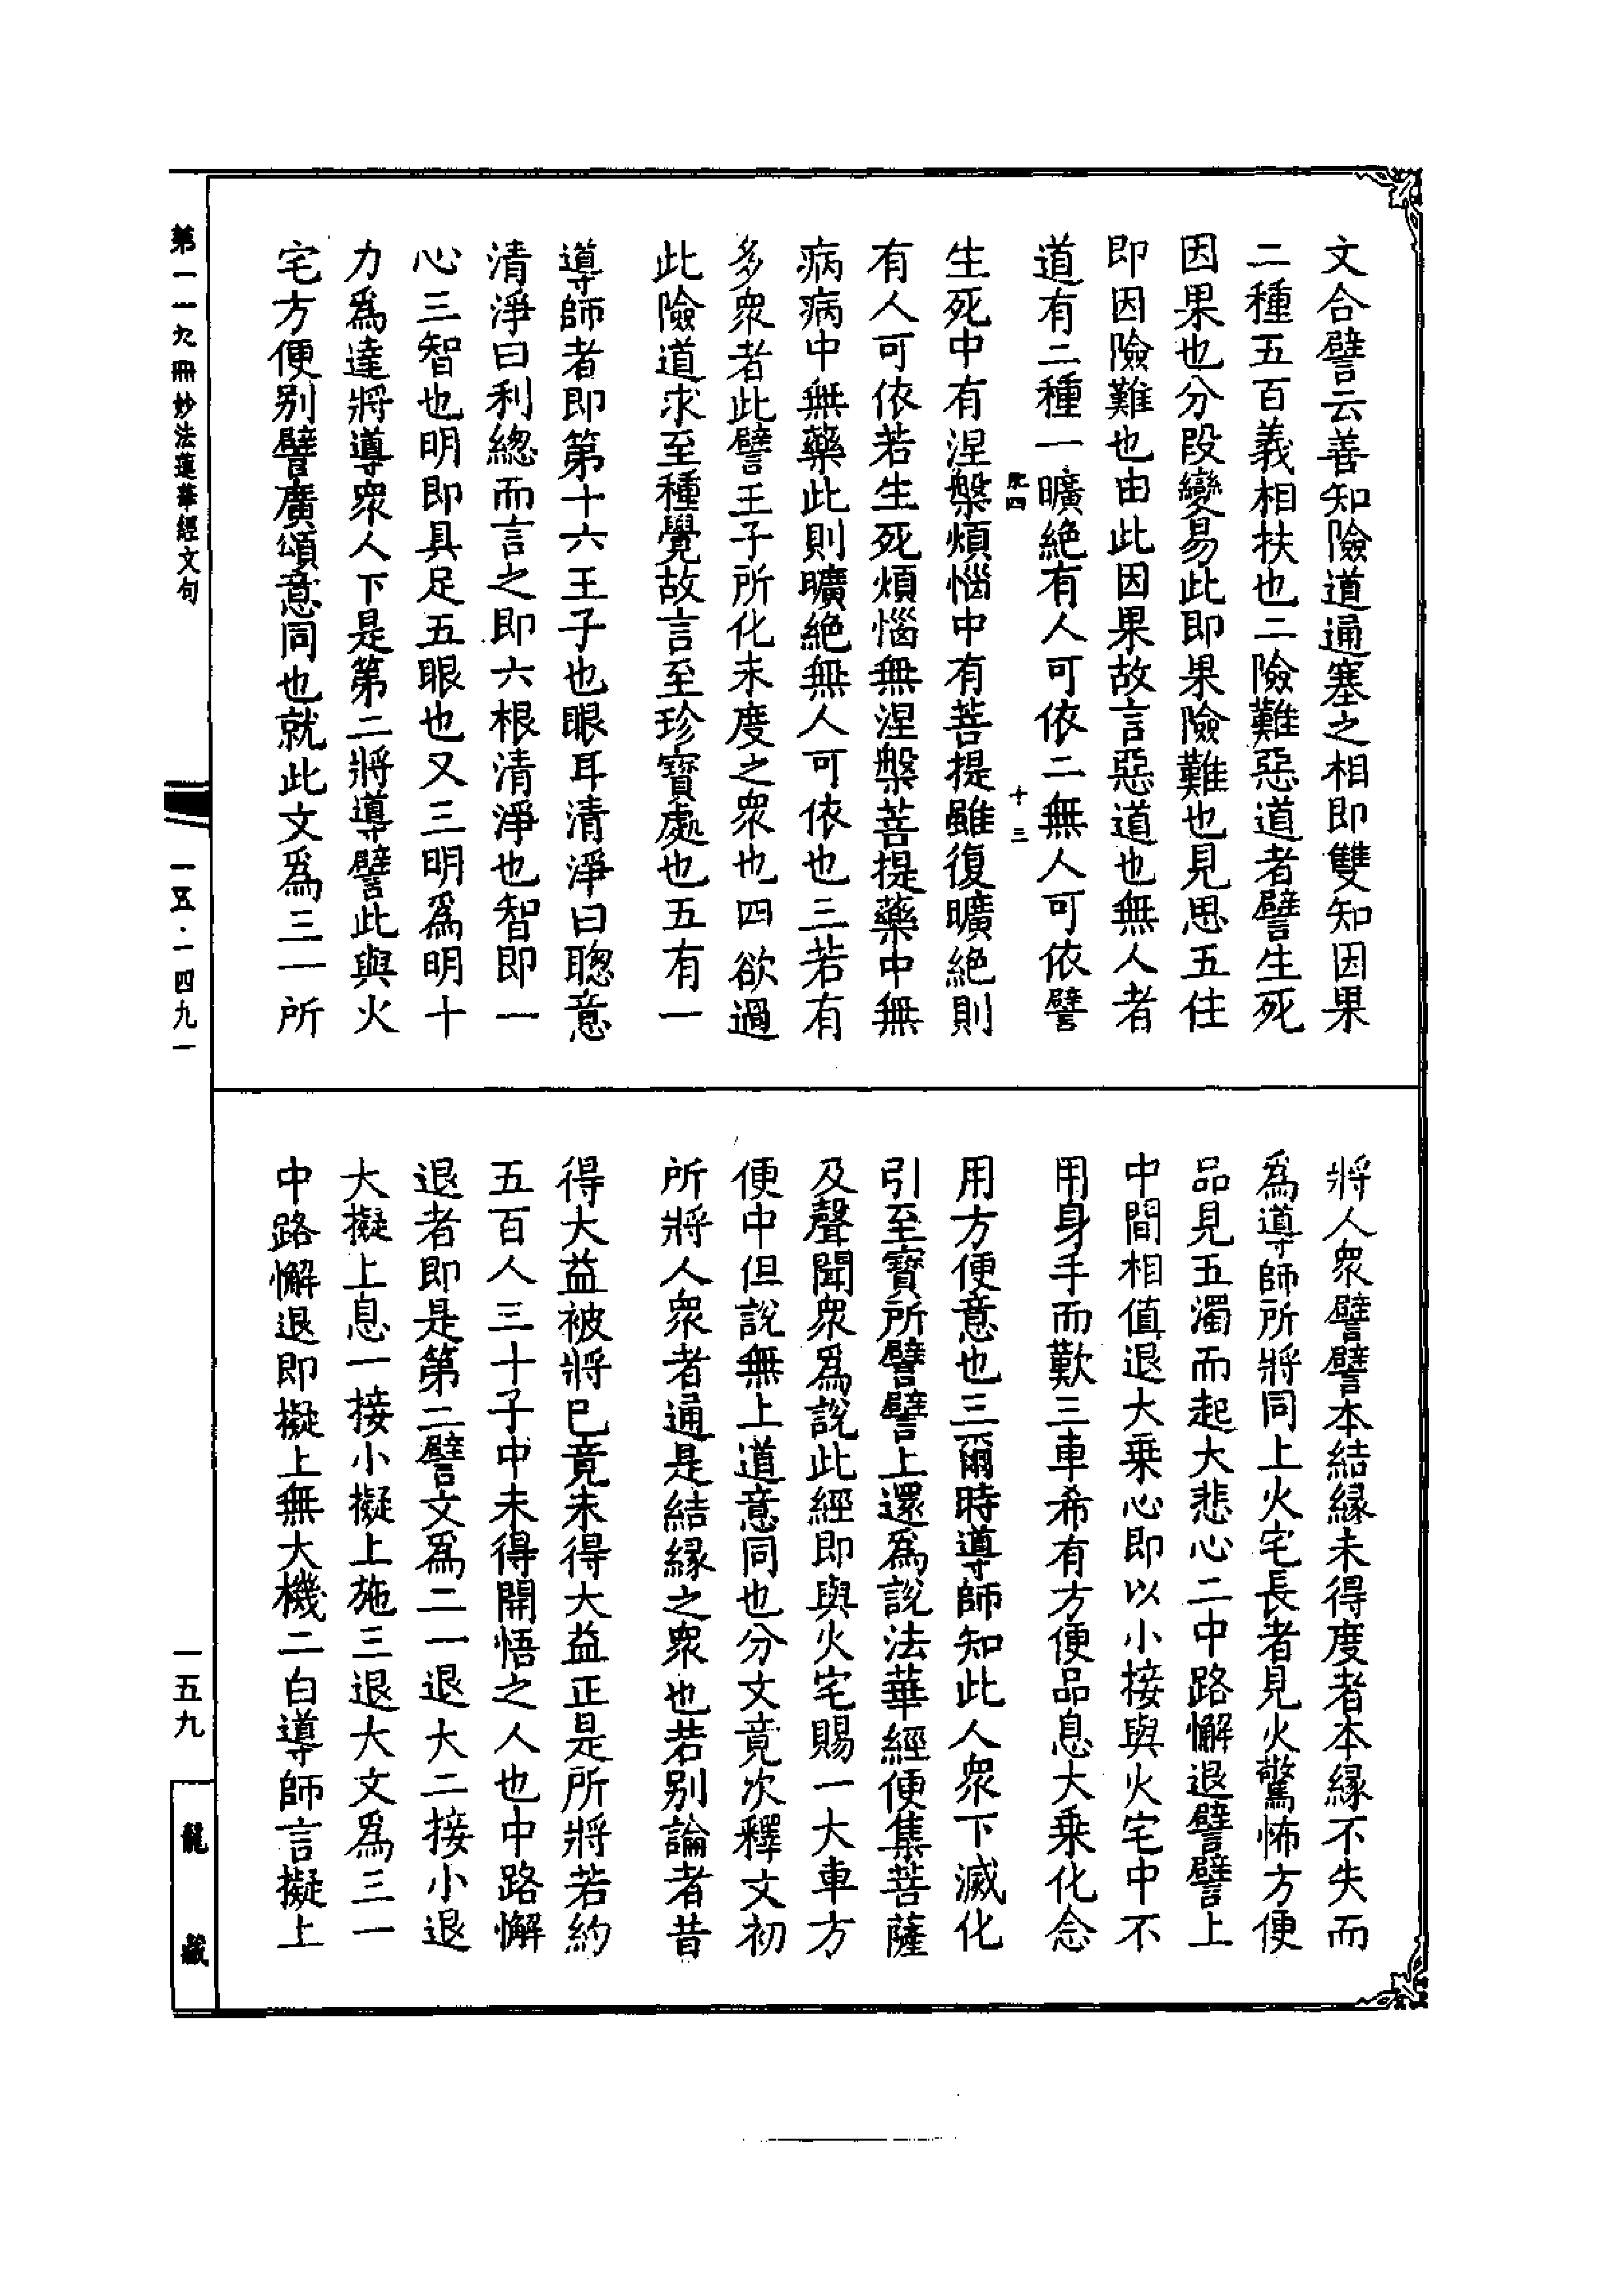 文合譬云善知險道通塞之相即雙知因果
二種五百義相扶也二險難惡道者譬生死
因果也分段變易此即果險難也見思五住
即因險難也由此因果故言惡道也無人者
道有二種一曠絶有人可依二無人可依譬
十三
生死中有涅槃煩惱中有菩提雖復曠絶則
有人可依若生死煩惱無涅槃菩提藥中無
病病中無藥此則曠絶無人可依也三若有
多衆者此譬王子所化未度之衆也四欲過
此險道求至種覺故言至珍寶處也五有一
導師者即第十六王子也眼耳清淨曰聰意
清淨曰利總而言之即六根清淨也智即一
心三智也明即具足五眼也又三明爲明十
力爲達將導衆人下是第二將導譬此與火
宅方便別譬廣頌意同也就此文爲三一所
將人衆譬譬本結緣未得度者本緣不失而
爲導師所將同上火宅長者見火驚怖方便
品見五濁而起大悲心二中路懈退譬譬上
中間相值退大乗心即以小接與火宅中不
用身手而歎三車希有方便品息大乗化念
用方便意也三爾時導師知此人衆下滅化
引至寶所譬譬上還爲說法華經便集菩薩
及聲聞衆爲說此經即與火宅賜一大車方
便中但說無上道意同也分文竟次釋文初
所將人衆者通是結緣之衆也若別論者昔
得大益被將已竟未得大益正是所將若約
五百人三十子中未得開悟之人也中路懈
退者即是第二譬文爲二一退大二接小退
大擬上息一接小擬上施三退大文爲三一
中路懈退即擬上無大機二白導師言擬上
第一一九冊妙法蓮華經文句
一五·一四九一
一五九
龍藏